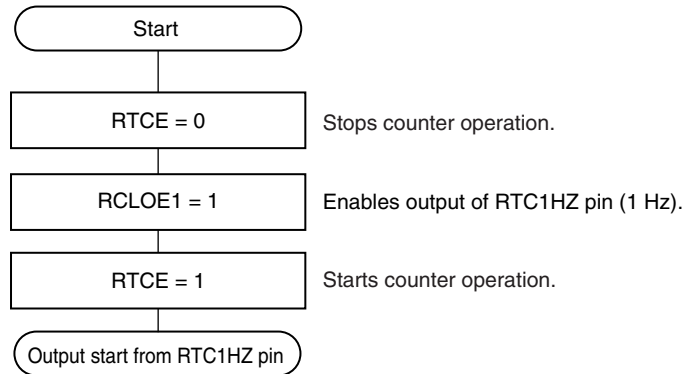 Start
RTCE = 0
Stops counter operation.
RCLOE1 = 1
Enables output of RTC1HZ pin (1 Hz).
RTCE = 1
Starts counter operation.
Output start from RTC1HZ pin